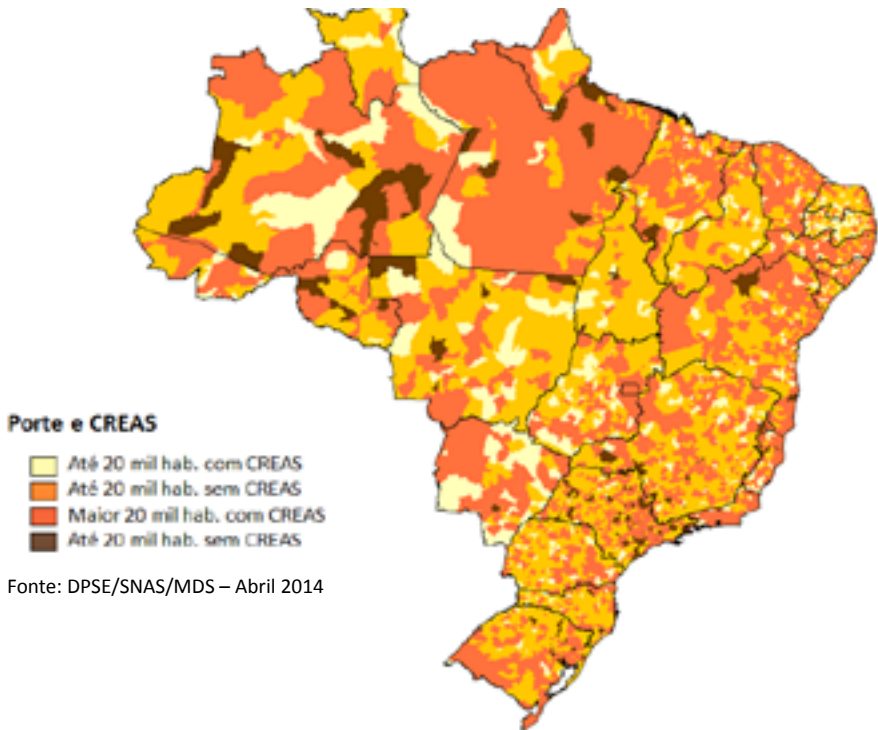 Porte e CREAS
Até 20 mil hab. com CREAS
Até 20 mil hab. sem CREAS
Maior 20 mil hab. com CREAS
Até 20 mil hab. sem CREAS
Fonte: DPSE/SNAS/MDS – Abril 2014